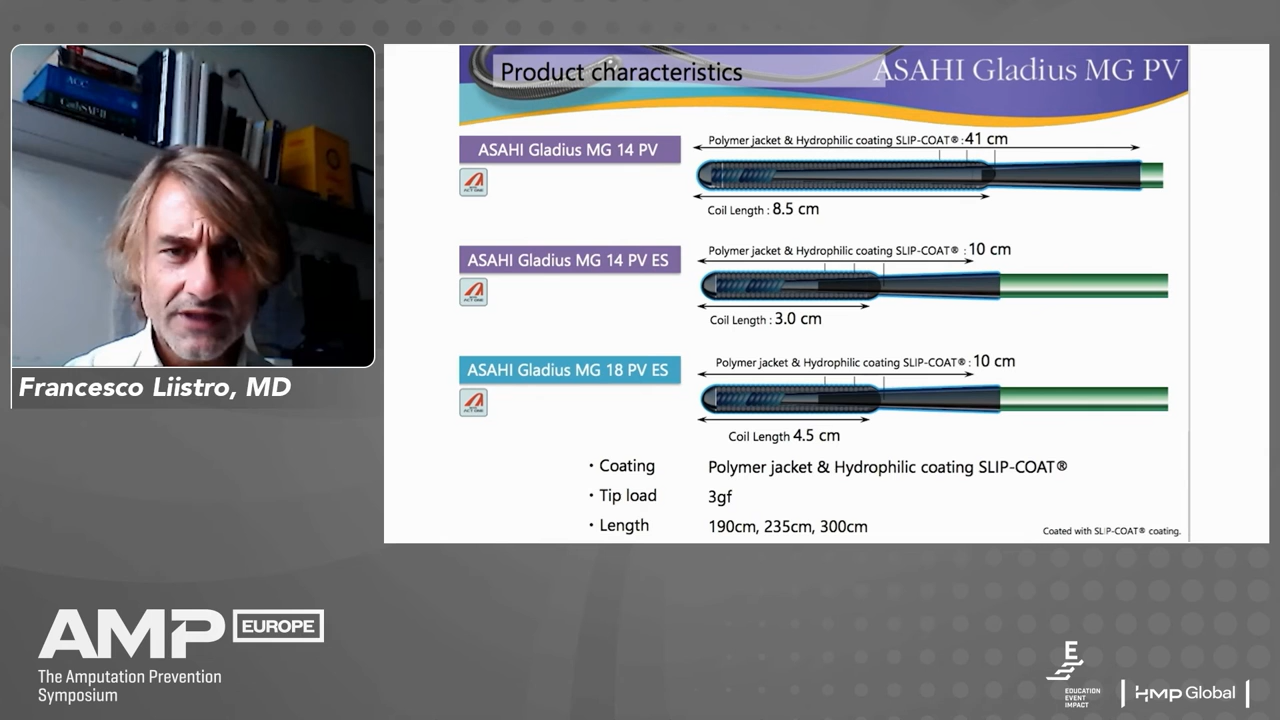 Product characteristics
ASAHI Gladius MG PV
ASAHI Gladius MG 14 PV
Polymer jacket & Hydrophilic coating SLIP-COAT® : 41 cm
Coil Length : 8.5 cm
ASAHI Gladius MG 14 PV ES
Polymer jacket & Hydrophilic coating SLIP-COAT® : 10 cm
Coil Length : 3.0 cm
ASAHI Gladius MG 18 PV ES
Polymer jacket & Hydrophilic coating SLIP-COAT® : 10 cm
Coil Length 4.5 cm
・Coating Polymer jacket & Hydrophilic coating SLIP-COAT®
・Tip load 3gf
・Length 190cm, 235cm, 300cm
Coated with SLIP-COAT® coating.
ACC
Francesco Liistro, MD
AMP EUROPE
The Amputation Prevention
Symposium
E
EDUCATION
EVENT
IMPACT
HMP Global